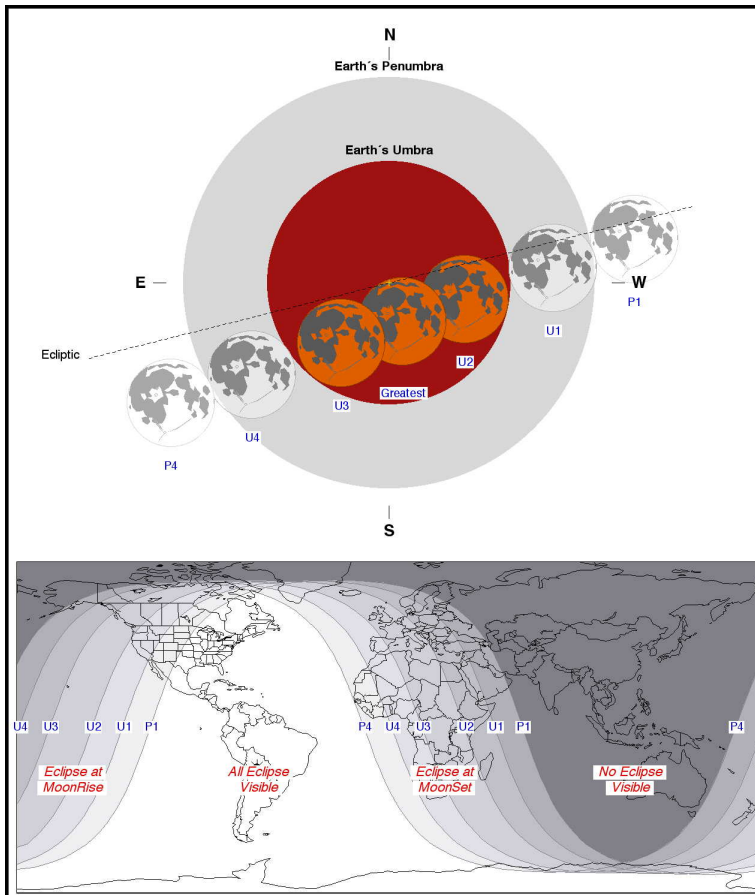 N
Earth´s Penumbra
Earth´s Umbra
E
W
P1
U1
Ecliptic
U2
Greatest
U3
U4
P4
S
U4 U3 U2 U1 P1 P4 U4 U3 U2 U1 P1 P4
Eclipse at
MoonRise
All Eclipse
Visible
Eclipse at
MoonSet
No Eclipse
Visible